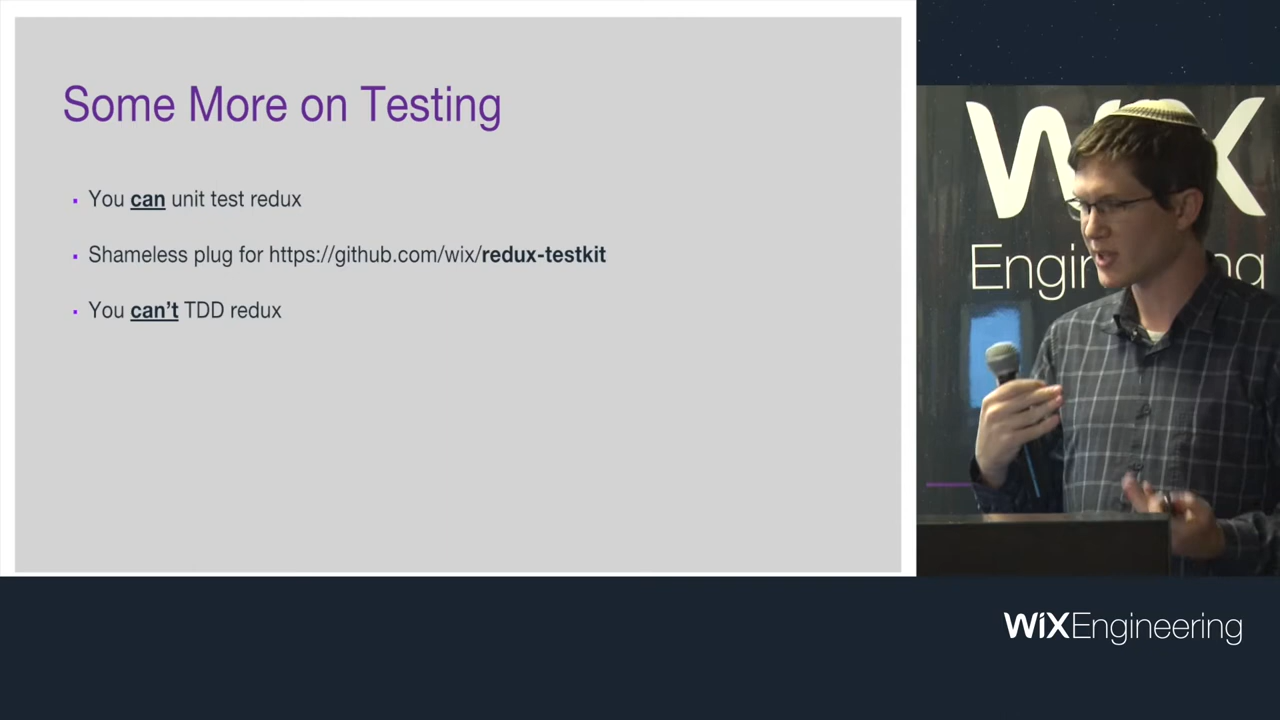 Some More on Testing
You can unit test redux
Shameless plug for https://github.com/wix/redux-testkit
You can't TDD redux
WiX
Engineering
WiXEngineering